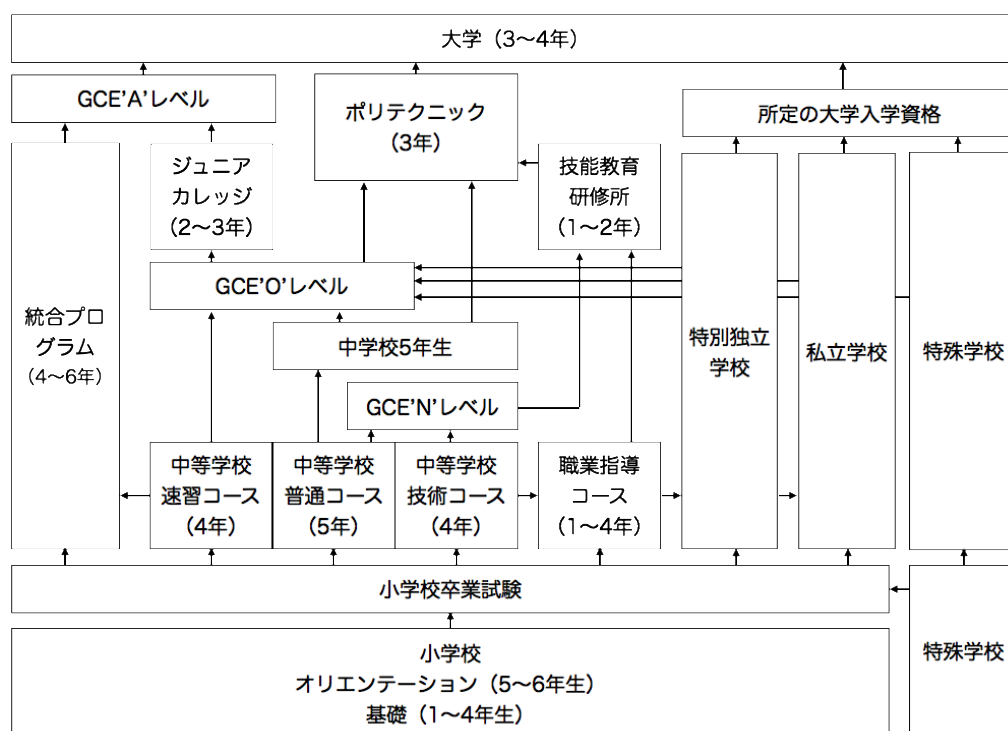 大学（3〜4年）
GCE'A'レベル
ポリテクニック
（3年）
所定の大学入学資格
ジュニア
カレッジ
（2〜3年）
技能教育
研修所
（1〜2年）
GCE'O'レベル
統合プロ
グラム
（4〜6年）
中学校5年生
特別独立
学校
私立学校
特殊学校
GCE'N'レベル
中等学校
速習コース
（4年）
中等学校
普通コース
（5年）
中等学校
技術コース
（4年）
職業指導
コース
（1〜4年）
小学校卒業試験
小学校
オリエンテーション（5〜6年生）
基礎（1〜4年生）
特殊学校